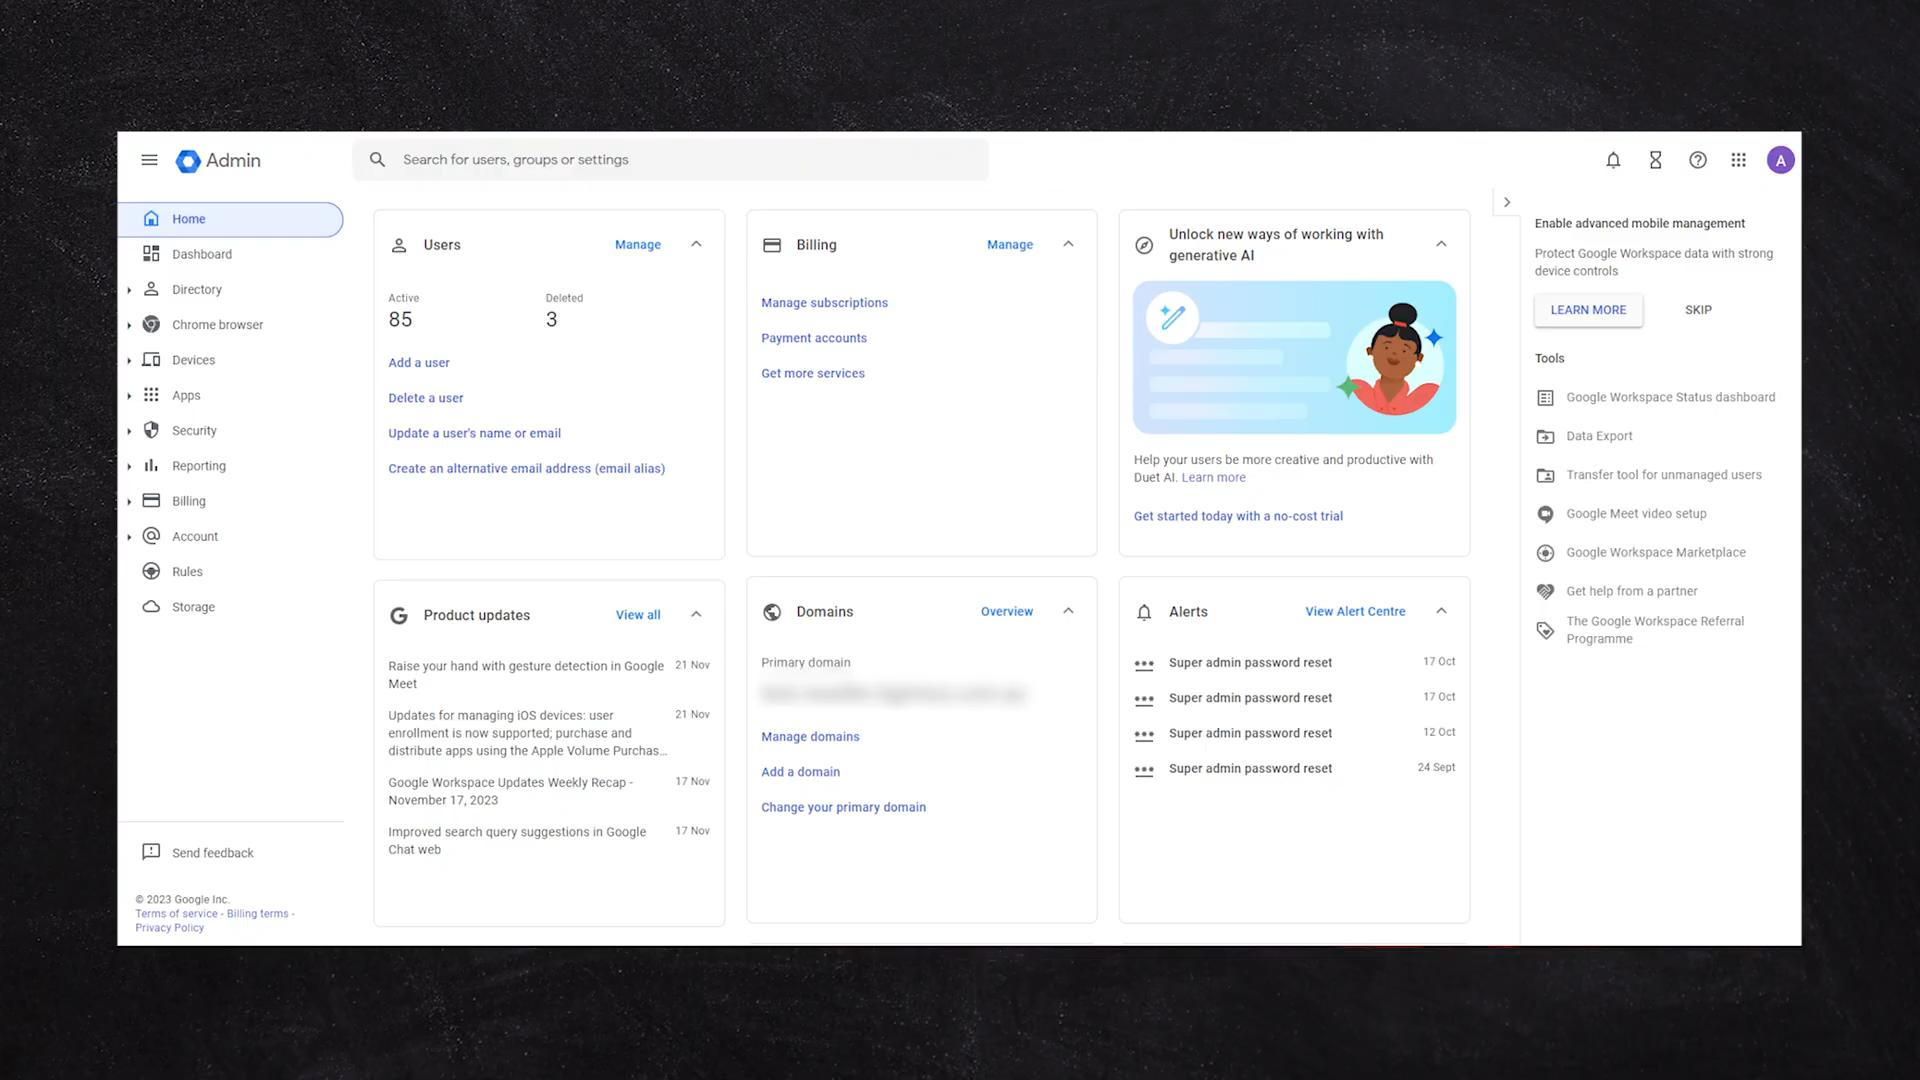 Admin
Search for users, groups or settings
A
Home
Dashboard
Directory
Chrome browser
Devices
Apps
Security
Reporting
Billing
Account
Rules
Storage
Send feedback
© 2023 Google Inc.
Terms of service - Billing terms -
Privacy Policy
Users
Manage
Active
Deleted
85
3
Add a user
Delete a user
Update a user's name or email
Create an alternative email address (email alias)
Billing
Manage
Manage subscriptions
Payment accounts
Get more services
Unlock new ways of working with
generative AI
Help your users be more creative and productive with
Duet AI. Learn more
Get started today with a no-cost trial
Product updates
View all
Raise your hand with gesture detection in Google
Meet
21 Nov
Updates for managing iOS devices: user
enrollment is now supported; purchase and
distribute apps using the Apple Volume Purchas...
21 Nov
Google Workspace Updates Weekly Recap -
November 17, 2023
17 Nov
Improved search query suggestions in Google
Chat web
17 Nov
Domains
Overview
Primary domain
Manage domains
Add a domain
Change your primary domain
Alerts
View Alert Centre
Super admin password reset
17 Oct
Super admin password reset
17 Oct
Super admin password reset
12 Oct
Super admin password reset
24 Sept
Enable advanced mobile management
Protect Google Workspace data with strong
device controls
LEARN MORE
SKIP
Tools
Google Workspace Status dashboard
Data Export
Transfer tool for unmanaged users
Google Meet video setup
Google Workspace Marketplace
Get help from a partner
The Google Workspace Referral
Programme